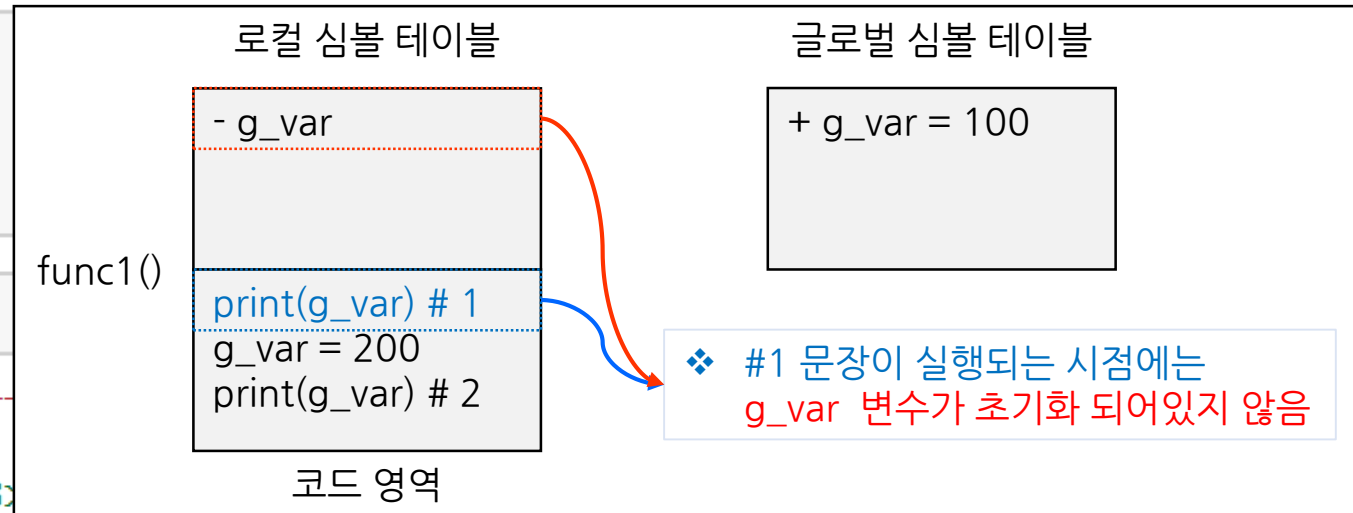 로컬 심볼 테이블
글로벌 심볼 테이블
- g_var
+ g_var = 100
func1()
print(g_var) # 1
g_var = 200
print(g_var) # 2
코드 영역
❖ #1 문장이 실행되는 시점에는
g_var 변수가 초기화 되어있지 않음